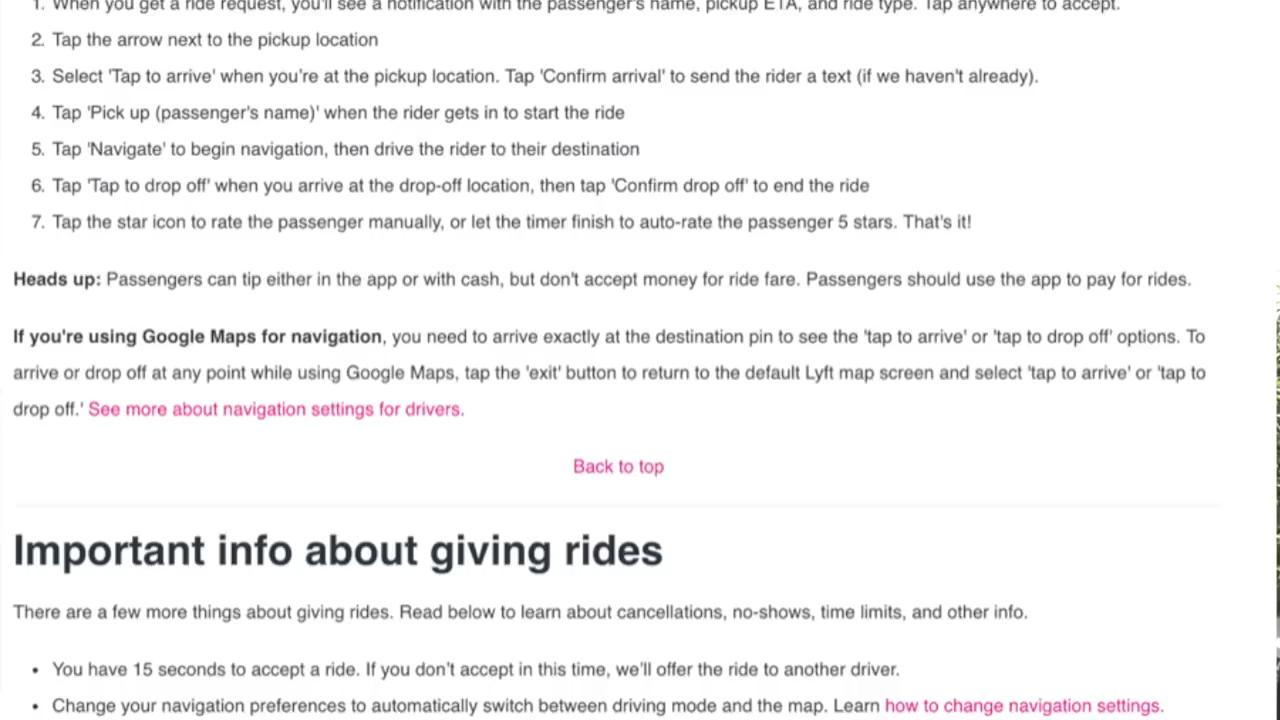 1. When you get a ride request, you'll see a notification with the passenger's name, pickup ETA, and ride type. Tap anywhere to accept.
2. Tap the arrow next to the pickup location
3. Select 'Tap to arrive' when you're at the pickup location. Tap 'Confirm arrival' to send the rider a text (if we haven't already).
4. Tap 'Pick up (passenger's name)' when the rider gets in to start the ride
5. Tap 'Navigate' to begin navigation, then drive the rider to their destination
6. Tap 'Tap to drop off' when you arrive at the drop-off location, then tap 'Confirm drop off' to end the ride
7. Tap the star icon to rate the passenger manually, or let the timer finish to auto-rate the passenger 5 stars. That's it!
Heads up: Passengers can tip either in the app or with cash, but don't accept money for ride fare. Passengers should use the app to pay for rides.
If you're using Google Maps for navigation, you need to arrive exactly at the destination pin to see the 'tap to arrive' or 'tap to drop off' options. To
arrive or drop off at any point while using Google Maps, tap the 'exit' button to return to the default Lyft map screen and select 'tap to arrive' or 'tap to
drop off.' See more about navigation settings for drivers.
Back to top
Important info about giving rides
There are a few more things about giving rides. Read below to learn about cancellations, no-shows, time limits, and other info.
• You have 15 seconds to accept a ride. If you don't accept in this time, we'll offer the ride to another driver.
• Change your navigation preferences to automatically switch between driving mode and the map. Learn how to change navigation settings.